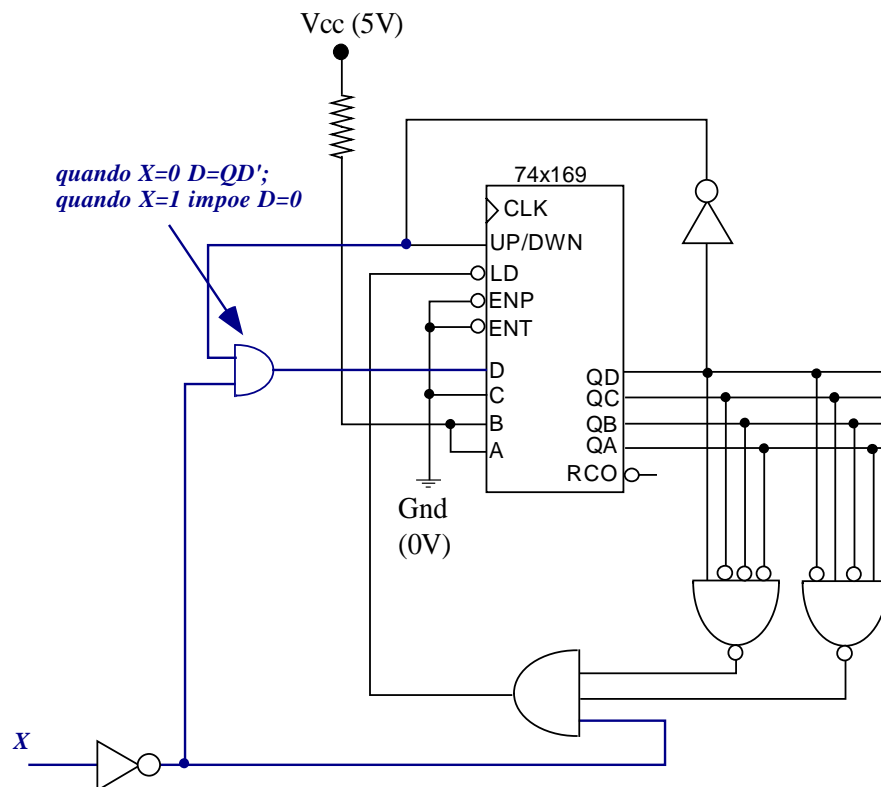 Vcc (5V)
quando X=0 D=QD';
quando X=1 impoe D=0
74x169
CLK
UP/DWN
LD
ENP
ENT
D
C
B
A
QD
QC
QB
QA
RCO
Gnd
(0V)
X